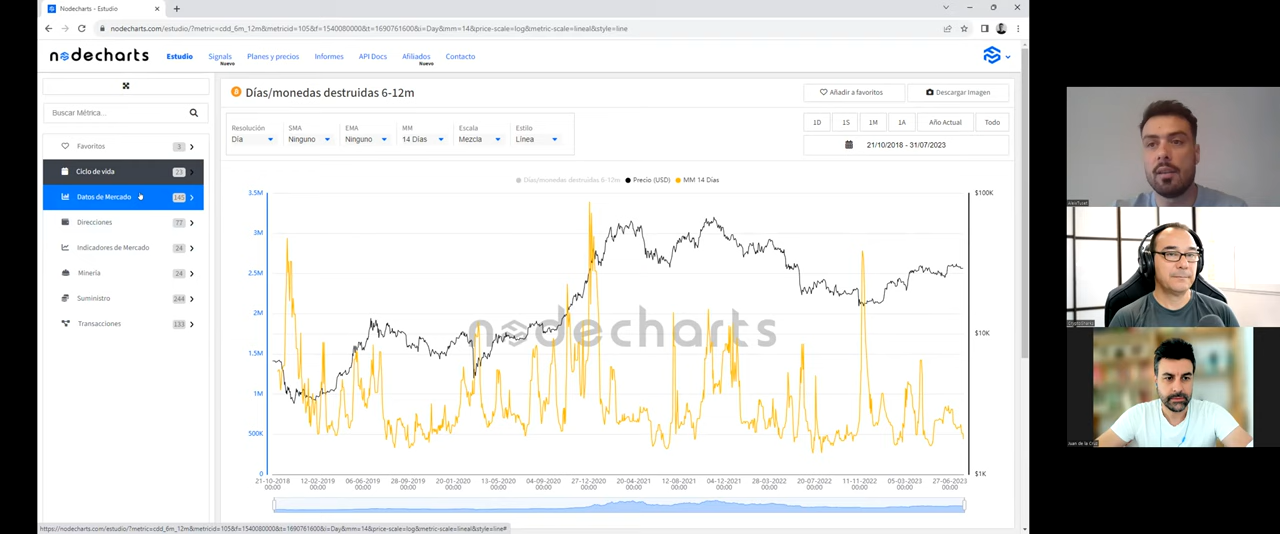 Nodecharts - Estudio
nodecharts.com/estudio/?metric=cdd_6m_12m&metricid=105&f=1540080000&t=1690761600&i=Day&mm=14&price-scale=log&metric-scale=lineal&style=line
nodecharts
Estudio
Signals
Nuevo
Planes y precios
Informes
API Docs
Afiliados
Nuevo
Contacto
Buscar Métrica...
Favoritos 3
Ciclo de vida 23
Datos de Mercado 145
Direcciones 77
Indicadores de Mercado 24
Minería 24
Suministro 244
Transacciones 133
Días/monedas destruidas 6-12m
Añadir a favoritos
Descargar Imagen
Resolución
Día
SMA
Ninguno
EMA
Ninguno
MM
14 Días
Escala
Mezcla
Estilo
Línea
1D 1S 1M 1A Año Actual Todo
21/10/2018 - 31/07/2023
Días/monedas destruidas 6-12m Precio (USD) MM 14 Días
3.5M
3M
2.5M
2M
1.5M
1M
500K
0
$100K
$10K
$1K
nodecharts
21-10-2018 00:00
12-02-2019 00:00
06-06-2019 00:00
28-09-2019 00:00
20-01-2020 00:00
13-05-2020 00:00
04-09-2020 00:00
27-12-2020 00:00
20-04-2021 00:00
12-08-2021 00:00
04-12-2021 00:00
28-03-2022 00:00
20-07-2022 00:00
11-11-2022 00:00
05-03-2023 00:00
27-06-2023 00:00
https://nodecharts.com/estudio/?metric=cdd_6m_12m&metricid=105&f=1540080000&t=1690761600&i=Day&mm=14&price-scale=log&metric-scale=lineal&style=line#
Juan de la Cruz